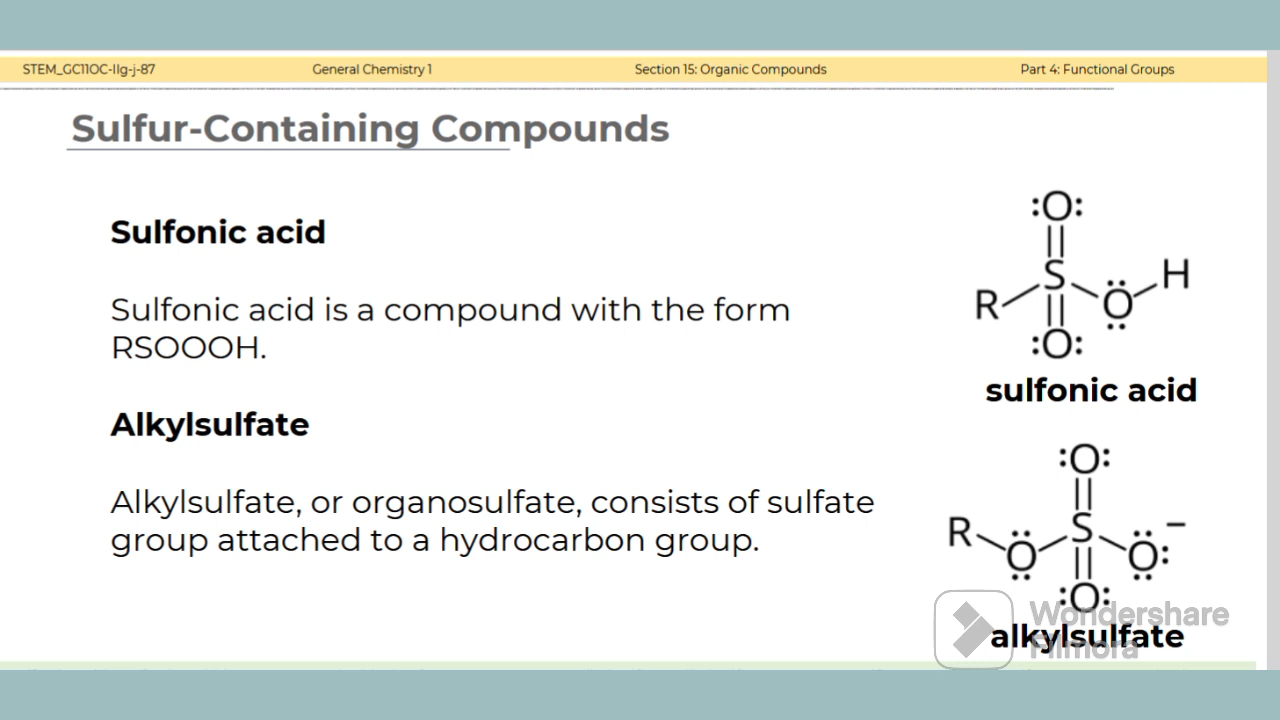 STEM_GC11OC-IIg-j-87 General Chemistry 1 Section 15: Organic Compounds Part 4: Functional Groups
Sulfur-Containing Compounds
Sulfonic acid
Sulfonic acid is a compound with the form
RSOOOH.
Alkylsulfate
Alkylsulfate, or organosulfate, consists of sulfate
group attached to a hydrocarbon group.
:O:
S
R
:O:
O
H
sulfonic acid
:O:
S
R
O
O:
−
:O:
alkylsulfate
Wondershare
Filmora